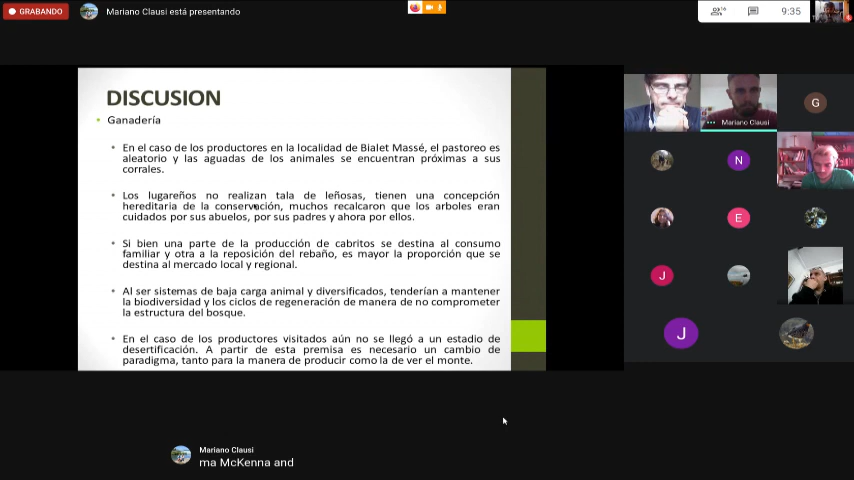 GRABANDO
Mariano Clausi está presentando
16
9:35
DISCUSION
Ganadería
En el caso de los productores en la localidad de Bialet Massé, el pastoreo es
aleatorio y las aguadas de los animales se encuentran próximas a sus
corrales.
Los lugareños no realizan tala de leñosas, tienen una concepción
hereditaria de la conservación, muchos recalcaron que los arboles eran
cuidados por sus abuelos, por sus padres y ahora por ellos.
Si bien una parte de la producción de cabritos se destina al consumo
familiar y otra a la reposición del rebaño, es mayor la proporción que se
destina al mercado local y regional.
Al ser sistemas de baja carga animal y diversificados, tenderían a mantener
la biodiversidad y los ciclos de regeneración de manera de no comprometer
la estructura del bosque.
En el caso de los productores visitados aún no se llegó a un estadio de
desertificación. A partir de esta premisa es necesario un cambio de
paradigma, tanto para la manera de producir como la de ver el monte.
Mariano Clausi
G
N
E
J
J
Mariano Clausi
ma McKenna and